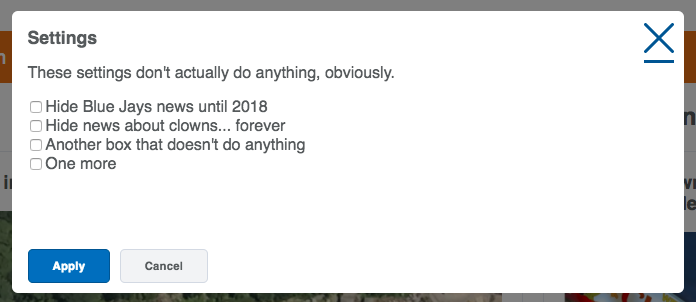 Settings
These settings don't actually do anything, obviously.
Hide Blue Jays news until 2018
Hide news about clowns... forever
Another box that doesn't do anything
One more
Apply
Cancel